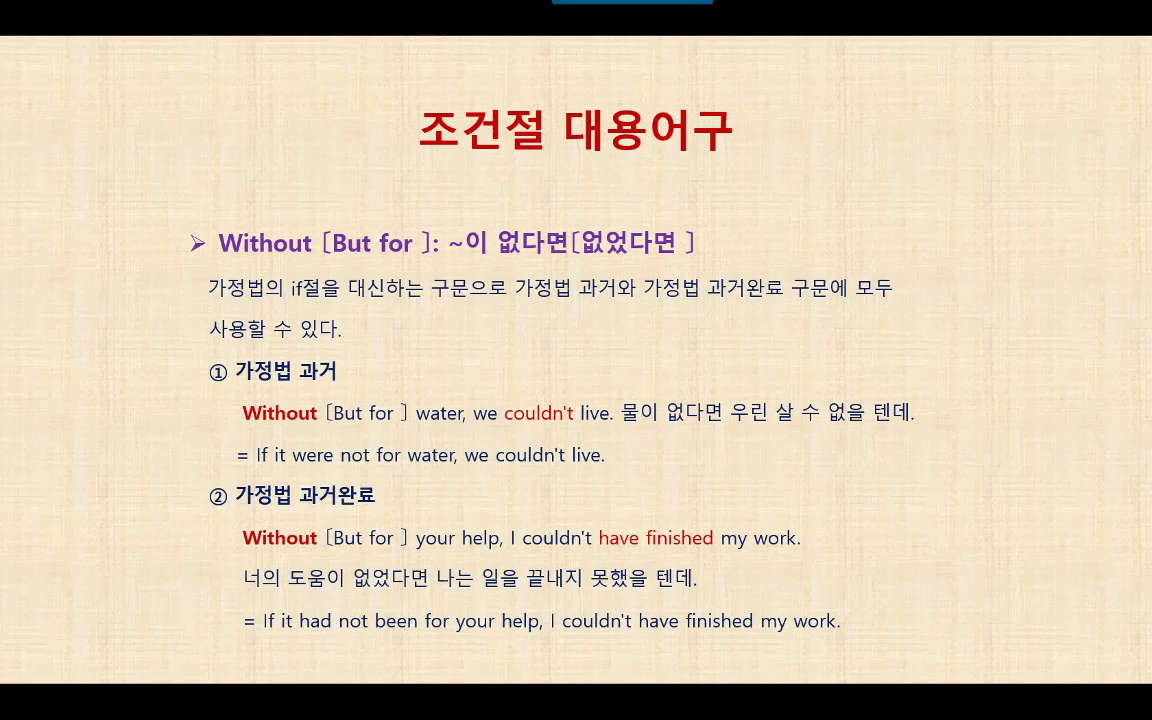 조건절 대용어구
➢ Without〔But for 〕: ~이 없다면〔없었다면 〕
가정법의 if절을 대신하는 구문으로 가정법 과거와 가정법 과거완료 구문에 모두
사용할 수 있다.
① 가정법 과거
Without〔But for 〕water, we couldn't live. 물이 없다면 우린 살 수 없을 텐데.
= If it were not for water, we couldn't live.
② 가정법 과거완료
Without〔But for 〕your help, I couldn't have finished my work.
너의 도움이 없었다면 나는 일을 끝내지 못했을 텐데.
= If it had not been for your help, I couldn't have finished my work.